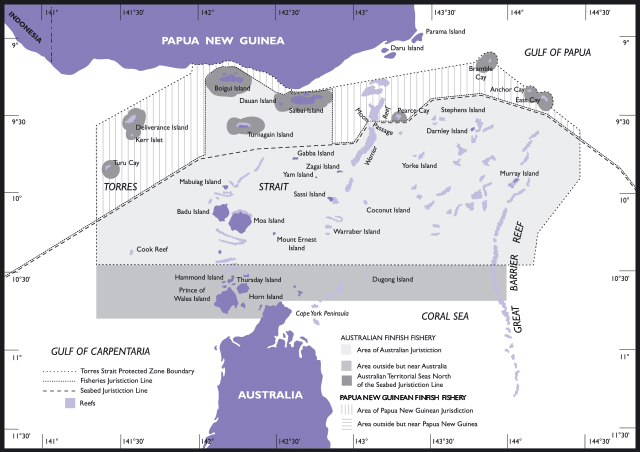 141°
141°30'
142°
142°30'
143°
143°30'
144°
144°30'
INDONESIA
PAPUA NEW GUINEA
Parama Island
Daru Island
GULF OF PAPUA
9°
9°
Bramble
Cay
Boigui Island
Dauan Island
Saibai Island
Anchor Cay
East Cay
Pearce Cay
Stephens Island
9°30'
9°30'
Deliverance Island
Kerr Islet
Turnagain Island
Moon
Passage
Reef
Warrior
Darnley Island
Turu Cay
Gabba Island
Zagai Island
Yam Island
Yorke Island
Murray Island
TORRES
STRAIT
Mabuiag Island
Sassi Island
10°
10°
Badu Island
Moa Island
Coconut Island
Warraber Island
Mount Ernest
Island
Cook Reef
GREAT BARRIER REEF
10°30'
10°30'
Hammond Island
Thursday Island
Dugong Island
Prince of
Walus Island
Horn Island
Cape York Peninsula
CORAL SEA
AUSTRALIAN FINFISH FISHERY
Area of Australian Juristiction
Area outside but near Australia
Australian Territorial Seas North
of the Seabed Juristiction Line
PAPUA NEW GUINEAN FINFISH FISHERY
Area of Papua New Guinean Jurisdiction
Area outside but near Papua New Guinea
11°
11°
GULF OF CARPENTARIA
Torres Strait Protected Zone Boundary
Fisheries Juristiction Line
Seabed Juristiction Line
Reefs
AUSTRALIA
11°30'
11°30'
141°
141°30'
142°
142°30'
143°
143°30'
144°
144°30'